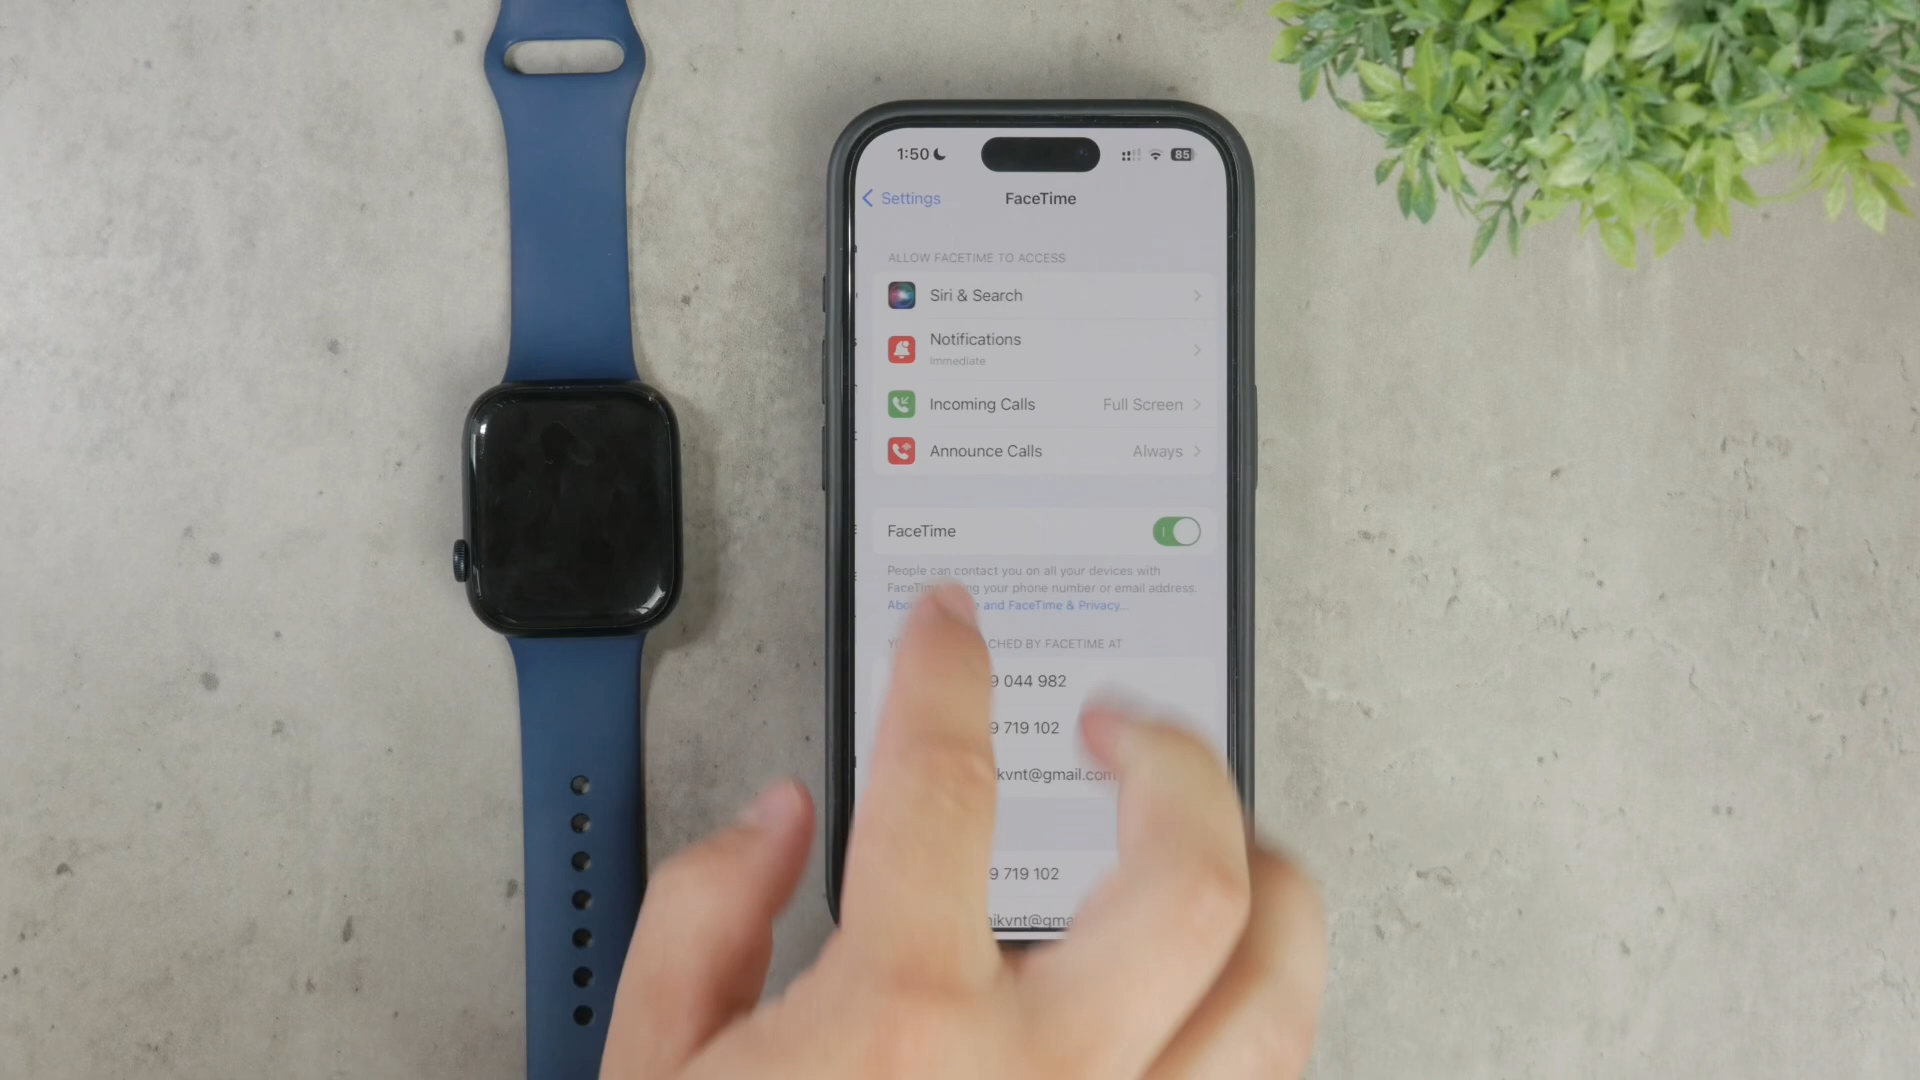 1:50 85
Settings FaceTime
ALLOW FACETIME TO ACCESS
Siri & Search
Notifications
Immediate
Incoming Calls Full Screen
Announce Calls Always
FaceTime
People can contact you on all your devices with
your phone number or email address.
and FaceTime & Privacy...
BY FACETIME AT
9 044 982
9 719 102
kvnt@gmail.com
9 719 102